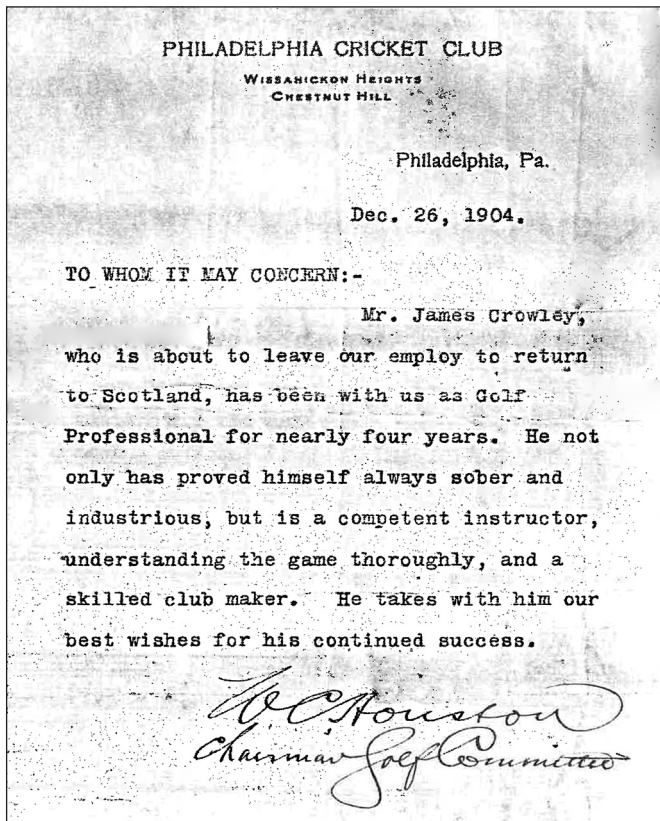 PHILADELPHIA CRICKET CLUB
WISSAHICKON HEIGHTS
CHESTNUT HILL
Philadelphia, Pa.
Dec. 26, 1904.
TO WHOM IT MAY CONCERN:-
Mr. James Crowley,
who is about to leave our employ to return
to Scotland, has been with us as Golf
Professional for nearly four years. He not
only has proved himself always sober and
industrious, but is a competent instructor,
understanding the game thoroughly, and a
skilled club maker. He takes with him our
best wishes for his continued success.
W C Houston
Chairman Golf Committee